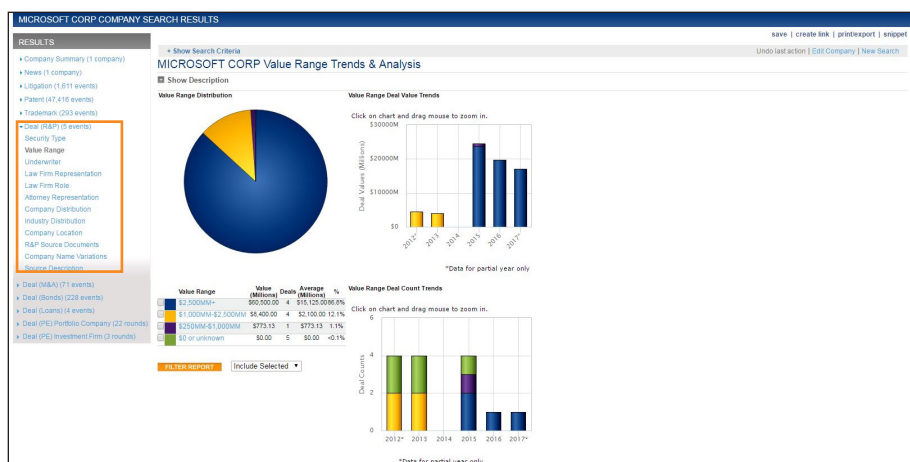 MICROSOFT CORP COMPANY SEARCH RESULTS
save | create link | print/export | snippet
RESULTS
+ Show Search Criteria
Undo last action | Edit Company | New Search
MICROSOFT CORP Value Range Trends & Analysis
+ Show Description
Company Summary (1 company)
News (1 company)
Litigation (1,611 events)
Patent (47,416 events)
Trademark (293 events)
Deal (R&P) (5 events)
Security Type
Value Range
Underwriter
Law Firm Representation
Law Firm Role
Attorney Representation
Company Distribution
Industry Distribution
Company Location
R&P Source Documents
Company Name Variations
Source Description
Deal (M&A) (71 events)
Deal (Bonds) (228 events)
Deal (Loans) (4 events)
Deal (PE) Portfolio Company (22 rounds)
Deal (PE) Investment Firm (3 rounds)
Value Range Distribution
Value Range Deal Value Trends
Click on chart and drag mouse to zoom in.
$30000M
$20000M
$10000M
$0
Deal Values (Millions)
2012* 2013 2014 2015 2016 2017*
*Data for partial year only
Value Range Value (Millions) Deals Average (Millions) %
$2,500MM+ $60,500.00 4 $15,125.00 86.8%
$1,000MM-$2,500MM $8,400.00 4 $2,100.00 12.1%
$250MM-$1,000MM $773.13 1 $773.13 1.1%
$0 or unknown $0.00 5 $0.00 <0.1%
FILTER REPORT Include Selected
Value Range Deal Count Trends
Click on chart and drag mouse to zoom in.
6
4
2
0
Deal Counts
2012* 2013 2014 2015 2016 2017*
*Data for partial year only